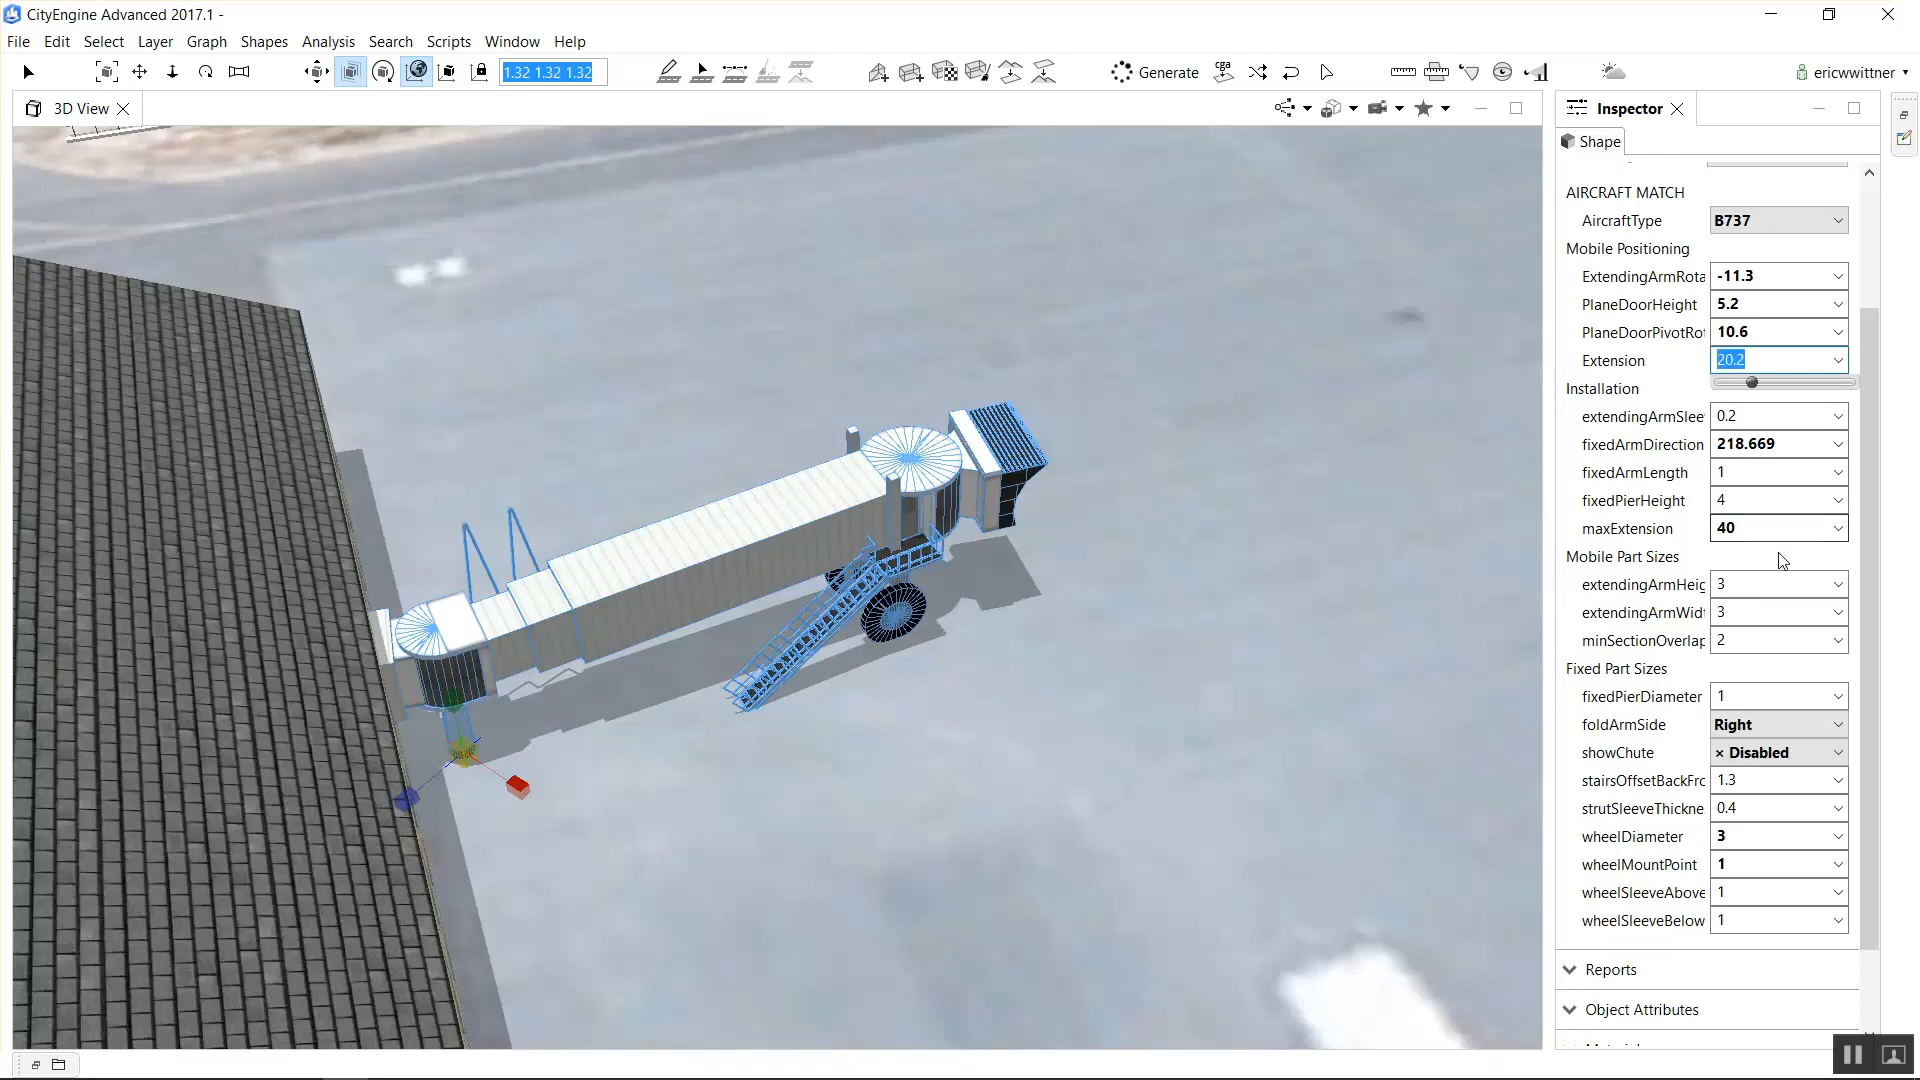 CityEngine Advanced 2017.1 -
File Edit Select Layer Graph Shapes Analysis Search Scripts Window Help
1.32 1.32 1.32 cga Generate ericwwittner
3D View
Inspector
Shape
AIRCRAFT MATCH
AircraftType B737
Mobile Positioning
ExtendingArmRota -11.3
PlaneDoorHeight 5.2
PlaneDoorPivotRot 10.6
Extension 20.2
Installation
extendingArmSlee 0.2
fixedArmDirection 218.669
fixedArmLength 1
fixedPierHeight 4
maxExtension 40
Mobile Part Sizes
extendingArmHeig 3
extendingArmWidt 3
minSectionOverlap 2
Fixed Part Sizes
fixedPierDiameter 1
foldArmSide Right
showChute × Disabled
stairsOffsetBackFrc 1.3
strutSleeveThickne 0.4
wheelDiameter 3
wheelMountPoint 1
wheelSleeveAbove 1
wheelSleeveBelow 1
Reports
Object Attributes